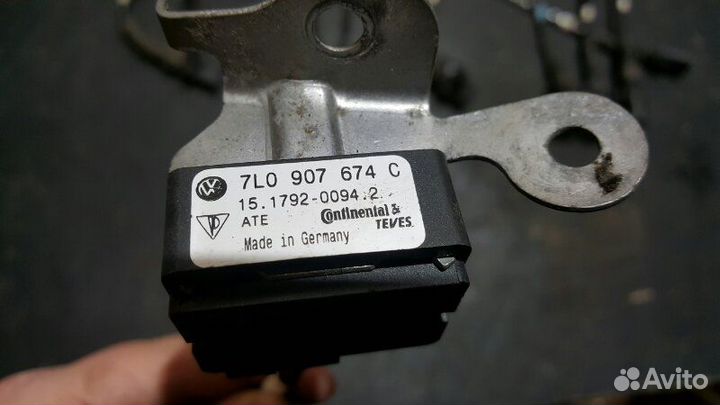 7L0 907 674 C
15.1792-0094.2
ATE
Continental &
TEVES
Made in Germany
Avito